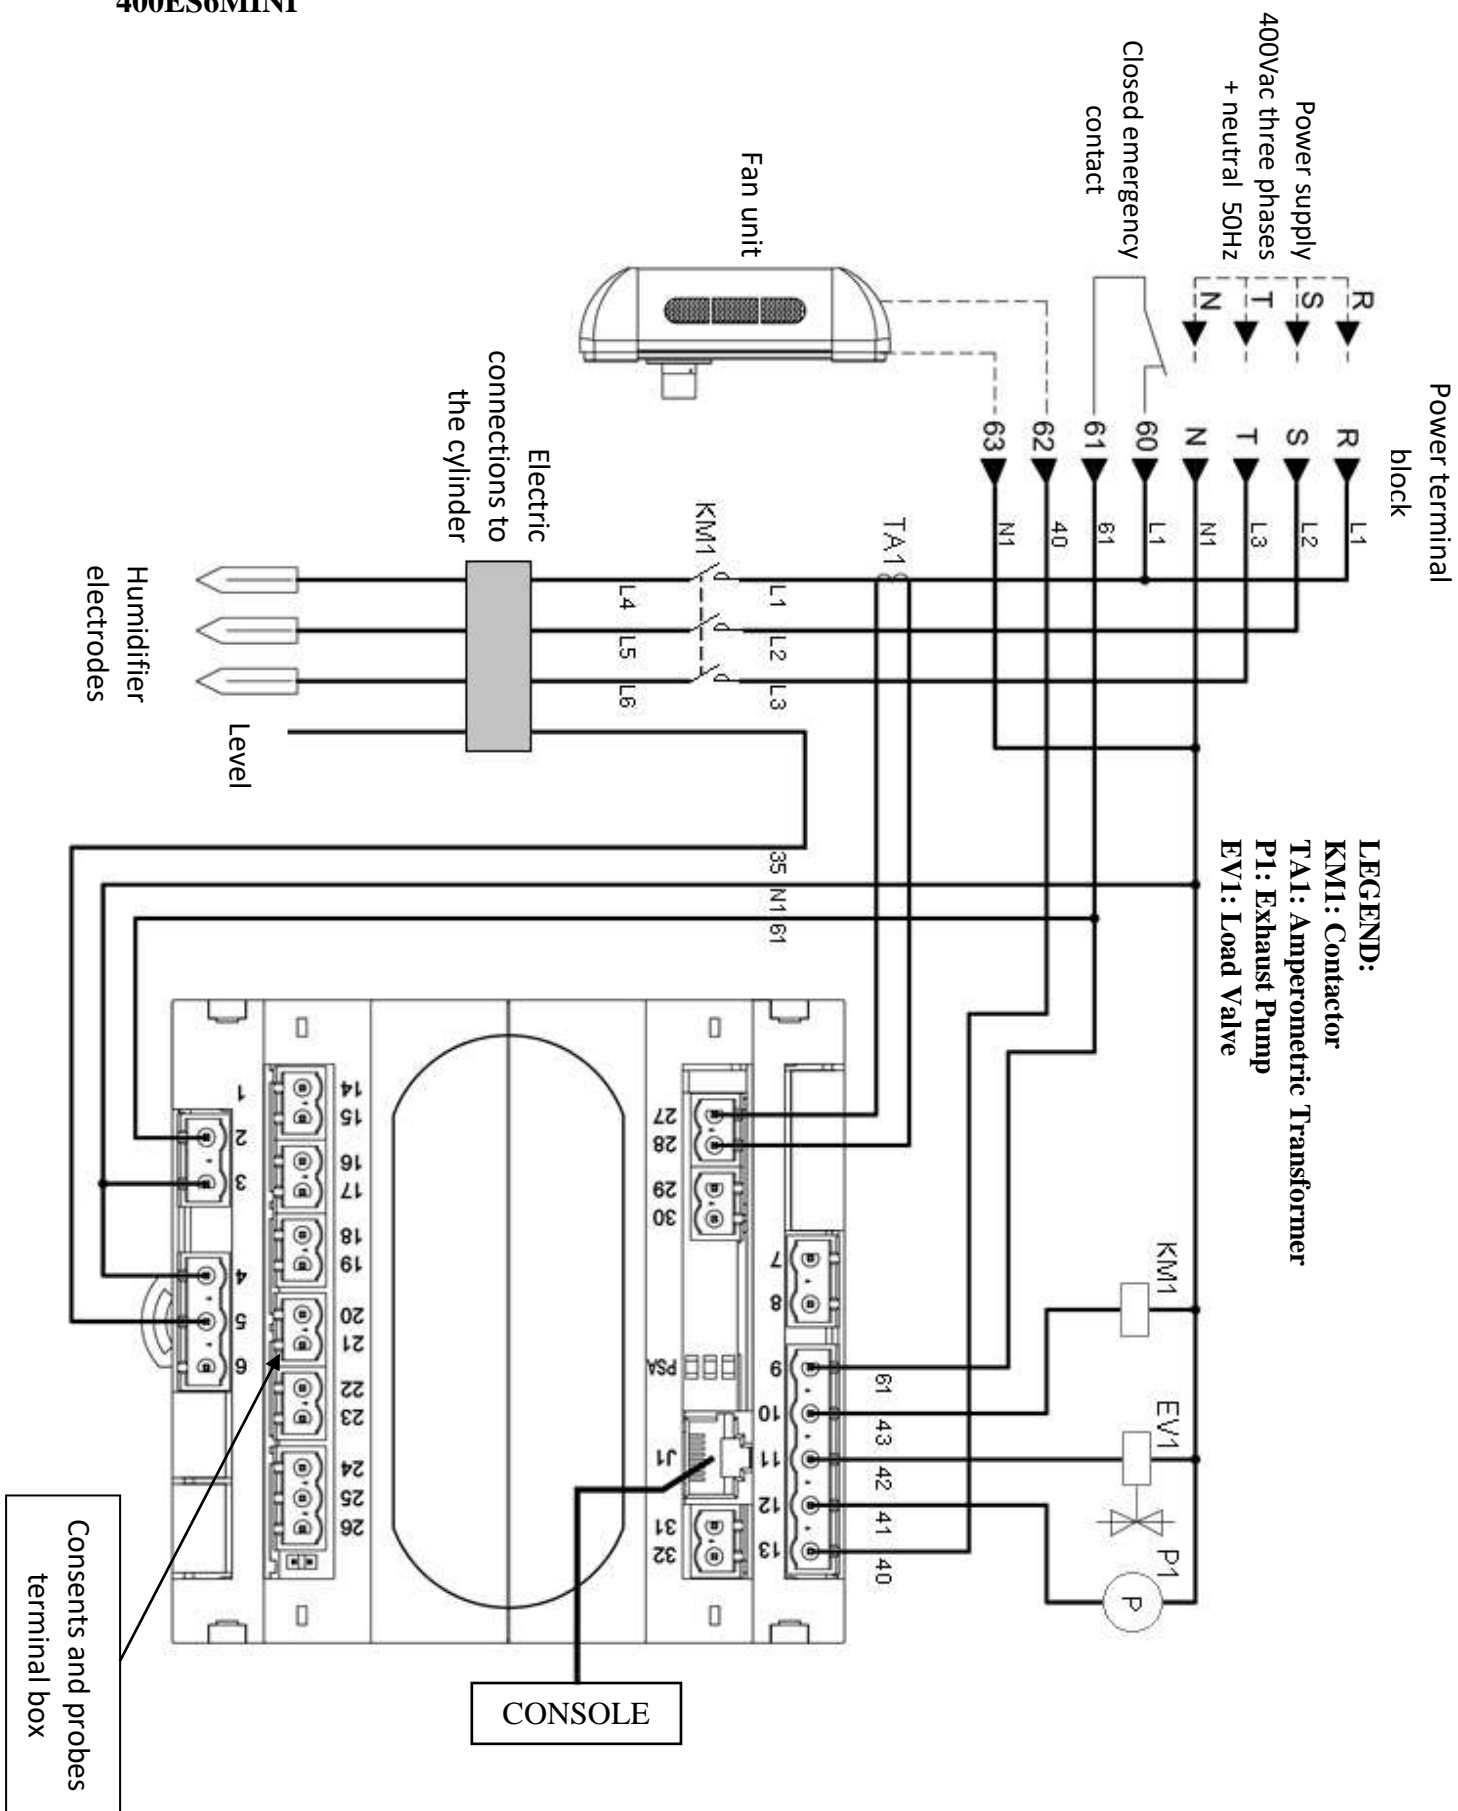 400ES6MINI
Power supply
400Vac three phases
+ neutral 50Hz
Closed emergency
contact
Fan unit
R
S
T
N
Power terminal
block
R
S
T
N
60
61
62
63
L1
L2
L3
N1
L1
61
40
N1
TA1
KM1
L1
L2
L3
L4
L5
L6
Electric
connections to
the cylinder
Humidifier
electrodes
Level
LEGEND:
KM1: Contactor
TA1: Amperometric Transformer
P1: Exhaust Pump
EV1: Load Valve
35 N1 61
KM1
EV1
P1
P
61
43
42
41
40
1
2
3
4
5
6
14
15
16
17
18
19
20
21
22
23
24
25
26
27
28
29
30
PSA
J1
31
32
7
8
9
10
11
12
13
CONSOLE
Consents and probes
terminal box